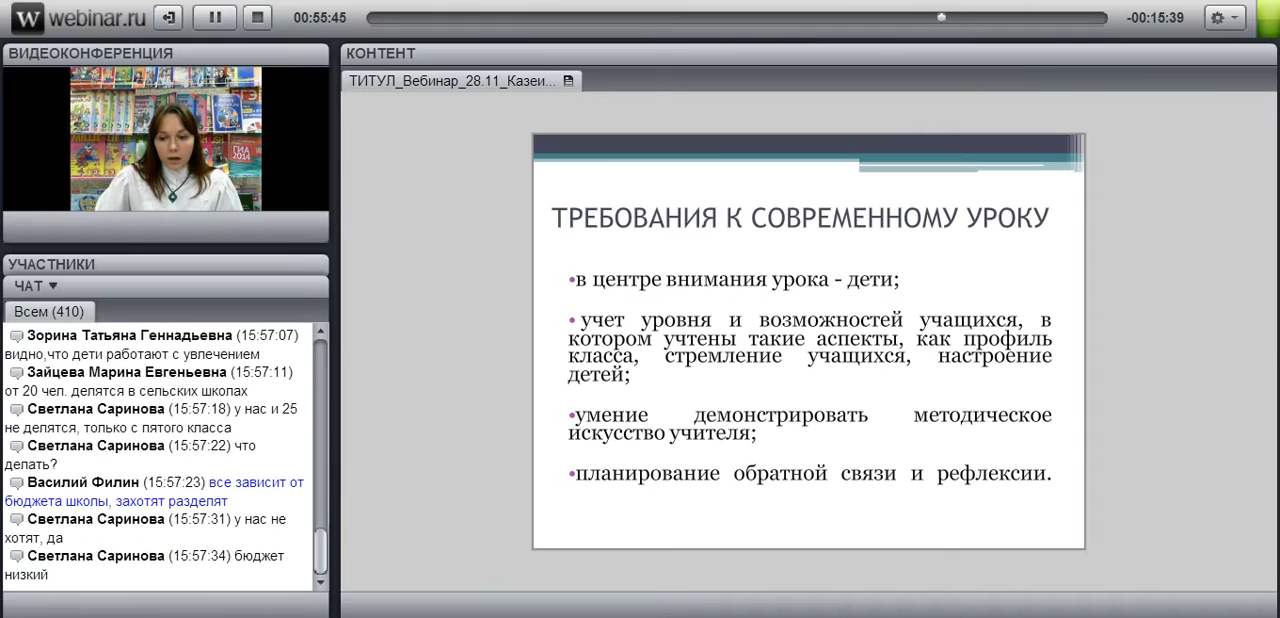 webinar.ru
00:55:45
-00:15:39
ВИДЕОКОНФЕРЕНЦИЯ
ГИА
2014
УЧАСТНИКИ
ЧАТ
Всем (410)
Зорина Татьяна Геннадьевна (15:57:07)
видно,что дети работают с увлечением
Зайцева Марина Евгеньевна (15:57:11)
от 20 чел. делятся в сельских школах
Светлана Саринова (15:57:18) у нас и 25
не делятся, только с пятого класса
Светлана Саринова (15:57:22) что
делать?
Василий Филин (15:57:23) все зависит от
бюджета школы, захотят разделят
Светлана Саринова (15:57:31) у нас не
хотят, да
Светлана Саринова (15:57:34) бюджет
низкий
КОНТЕНТ
ТИТУЛ_Вебинар_28.11_Казеи...
ТРЕБОВАНИЯ К СОВРЕМЕННОМУ УРОКУ
•в центре внимания урока - дети;
• учет уровня и возможностей учащихся, в
котором учтены такие аспекты, как профиль
класса, стремление учащихся, настроение
детей;
•умение демонстрировать методическое
искусство учителя;
•планирование обратной связи и рефлексии.